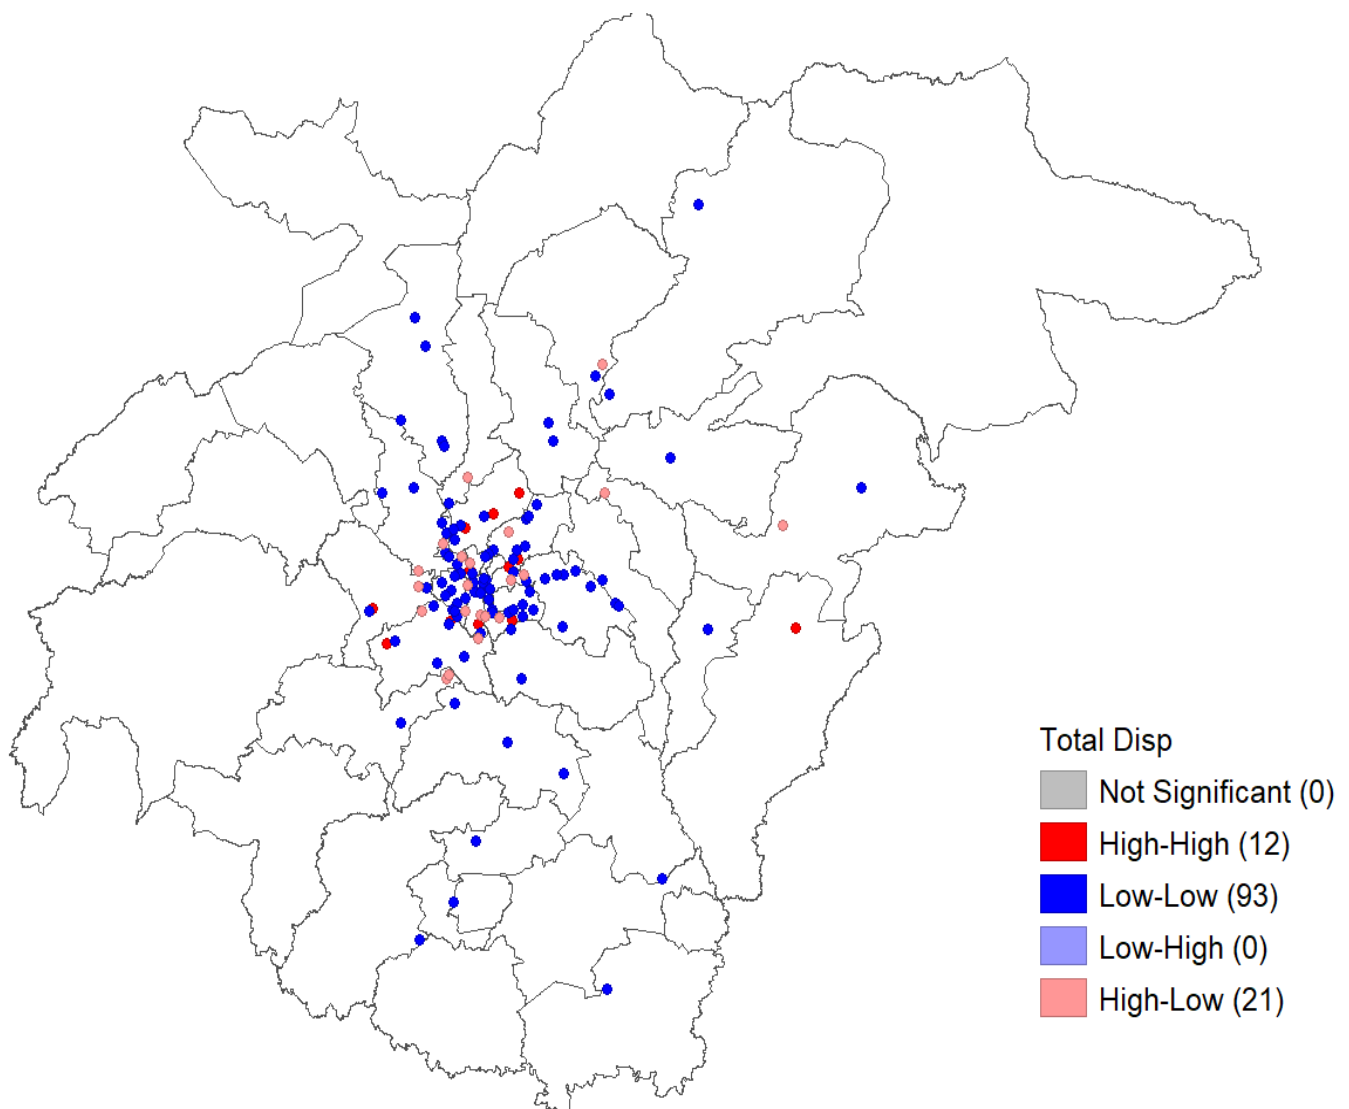 Total Disp
Not Significant (0)
High-High (12)
Low-Low (93)
Low-High (0)
High-Low (21)